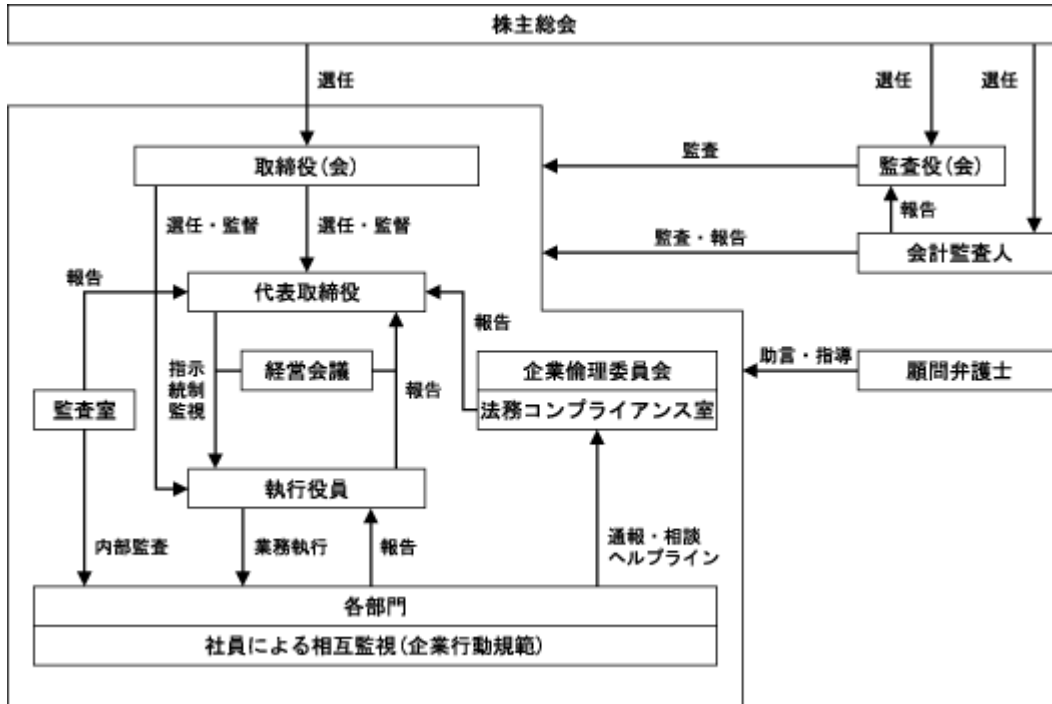 株主総会
選任
選任
選任
取締役(会)
監査
監査役(会)
選任・監督
選任・監督
報告
監査・報告
会計監査人
報告
代表取締役
報告
助言・指導
指示
統制
監視
経営会議
報告
企業倫理委員会
顧問弁護士
監査室
法務コンプライアンス室
執行役員
内部監査
業務執行
報告
通報・相談
ヘルプライン
各部門
社員による相互監視(企業行動規範)